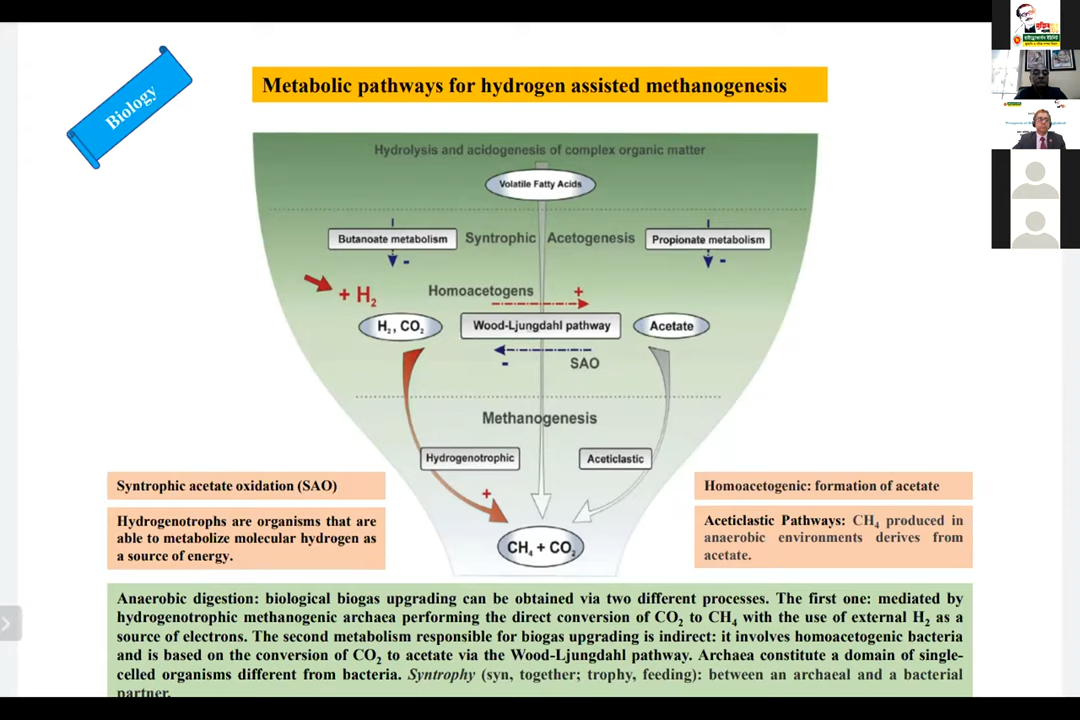 Biology
Metabolic pathways for hydrogen assisted methanogenesis
Hydrolysis and acidogenesis of complex organic matter
Volatile Fatty Acids
Butanoate metabolism
Syntrophic Acetogenesis
Propionate metabolism
-
-
+ H₂
Homoacetogens
+
H₂, CO₂
Wood-Ljungdahl pathway
Acetate
-
SAO
Methanogenesis
Hydrogenotrophic
Aceticlastic
+
CH₄ + CO₂
Syntrophic acetate oxidation (SAO)
Hydrogenotrophs are organisms that are
able to metabolize molecular hydrogen as
a source of energy.
Homoacetogenic: formation of acetate
Aceticlastic Pathways: CH₄ produced in
anaerobic environments derives from
acetate.
Anaerobic digestion: biological biogas upgrading can be obtained via two different processes. The first one: mediated by
hydrogenotrophic methanogenic archaea performing the direct conversion of CO₂ to CH₄ with the use of external H₂ as a
source of electrons. The second metabolism responsible for biogas upgrading is indirect: it involves homoacetogenic bacteria
and is based on the conversion of CO₂ to acetate via the Wood-Ljungdahl pathway. Archaea constitute a domain of single-
celled organisms different from bacteria. Syntrophy (syn, together; trophy, feeding): between an archaeal and a bacterial
partner.